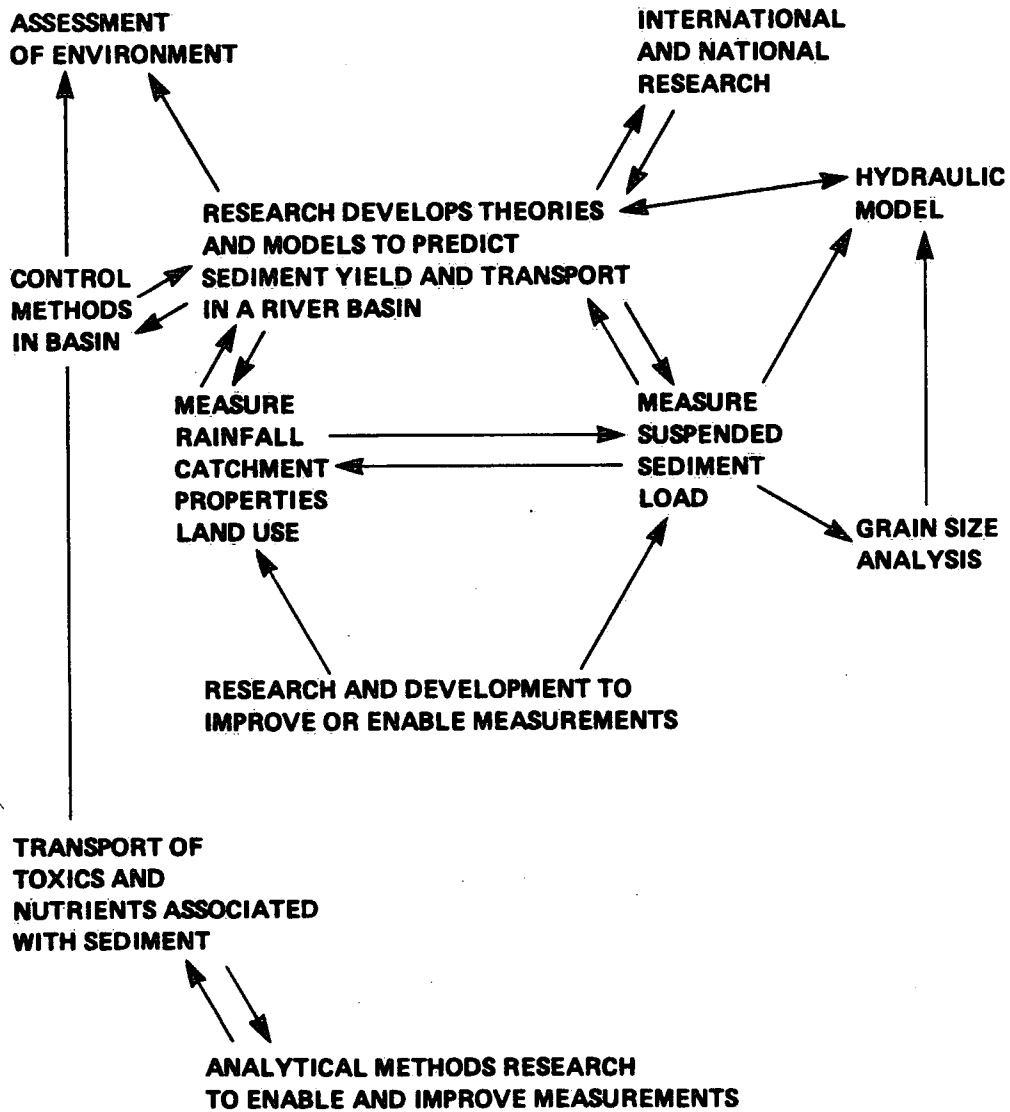 ASSESSMENT
OF ENVIRONMENT
INTERNATIONAL
AND NATIONAL
RESEARCH
HYDRAULIC
MODEL
RESEARCH DEVELOPS THEORIES
AND MODELS TO PREDICT
SEDIMENT YIELD AND TRANSPORT
IN A RIVER BASIN
CONTROL
METHODS
IN BASIN
MEASURE
RAINFALL
CATCHMENT
PROPERTIES
LAND USE
MEASURE
SUSPENDED
SEDIMENT
LOAD
GRAIN SIZE
ANALYSIS
RESEARCH AND DEVELOPMENT TO
IMPROVE OR ENABLE MEASUREMENTS
TRANSPORT OF
TOXICS AND
NUTRIENTS ASSOCIATED
WITH SEDIMENT
ANALYTICAL METHODS RESEARCH
TO ENABLE AND IMPROVE MEASUREMENTS